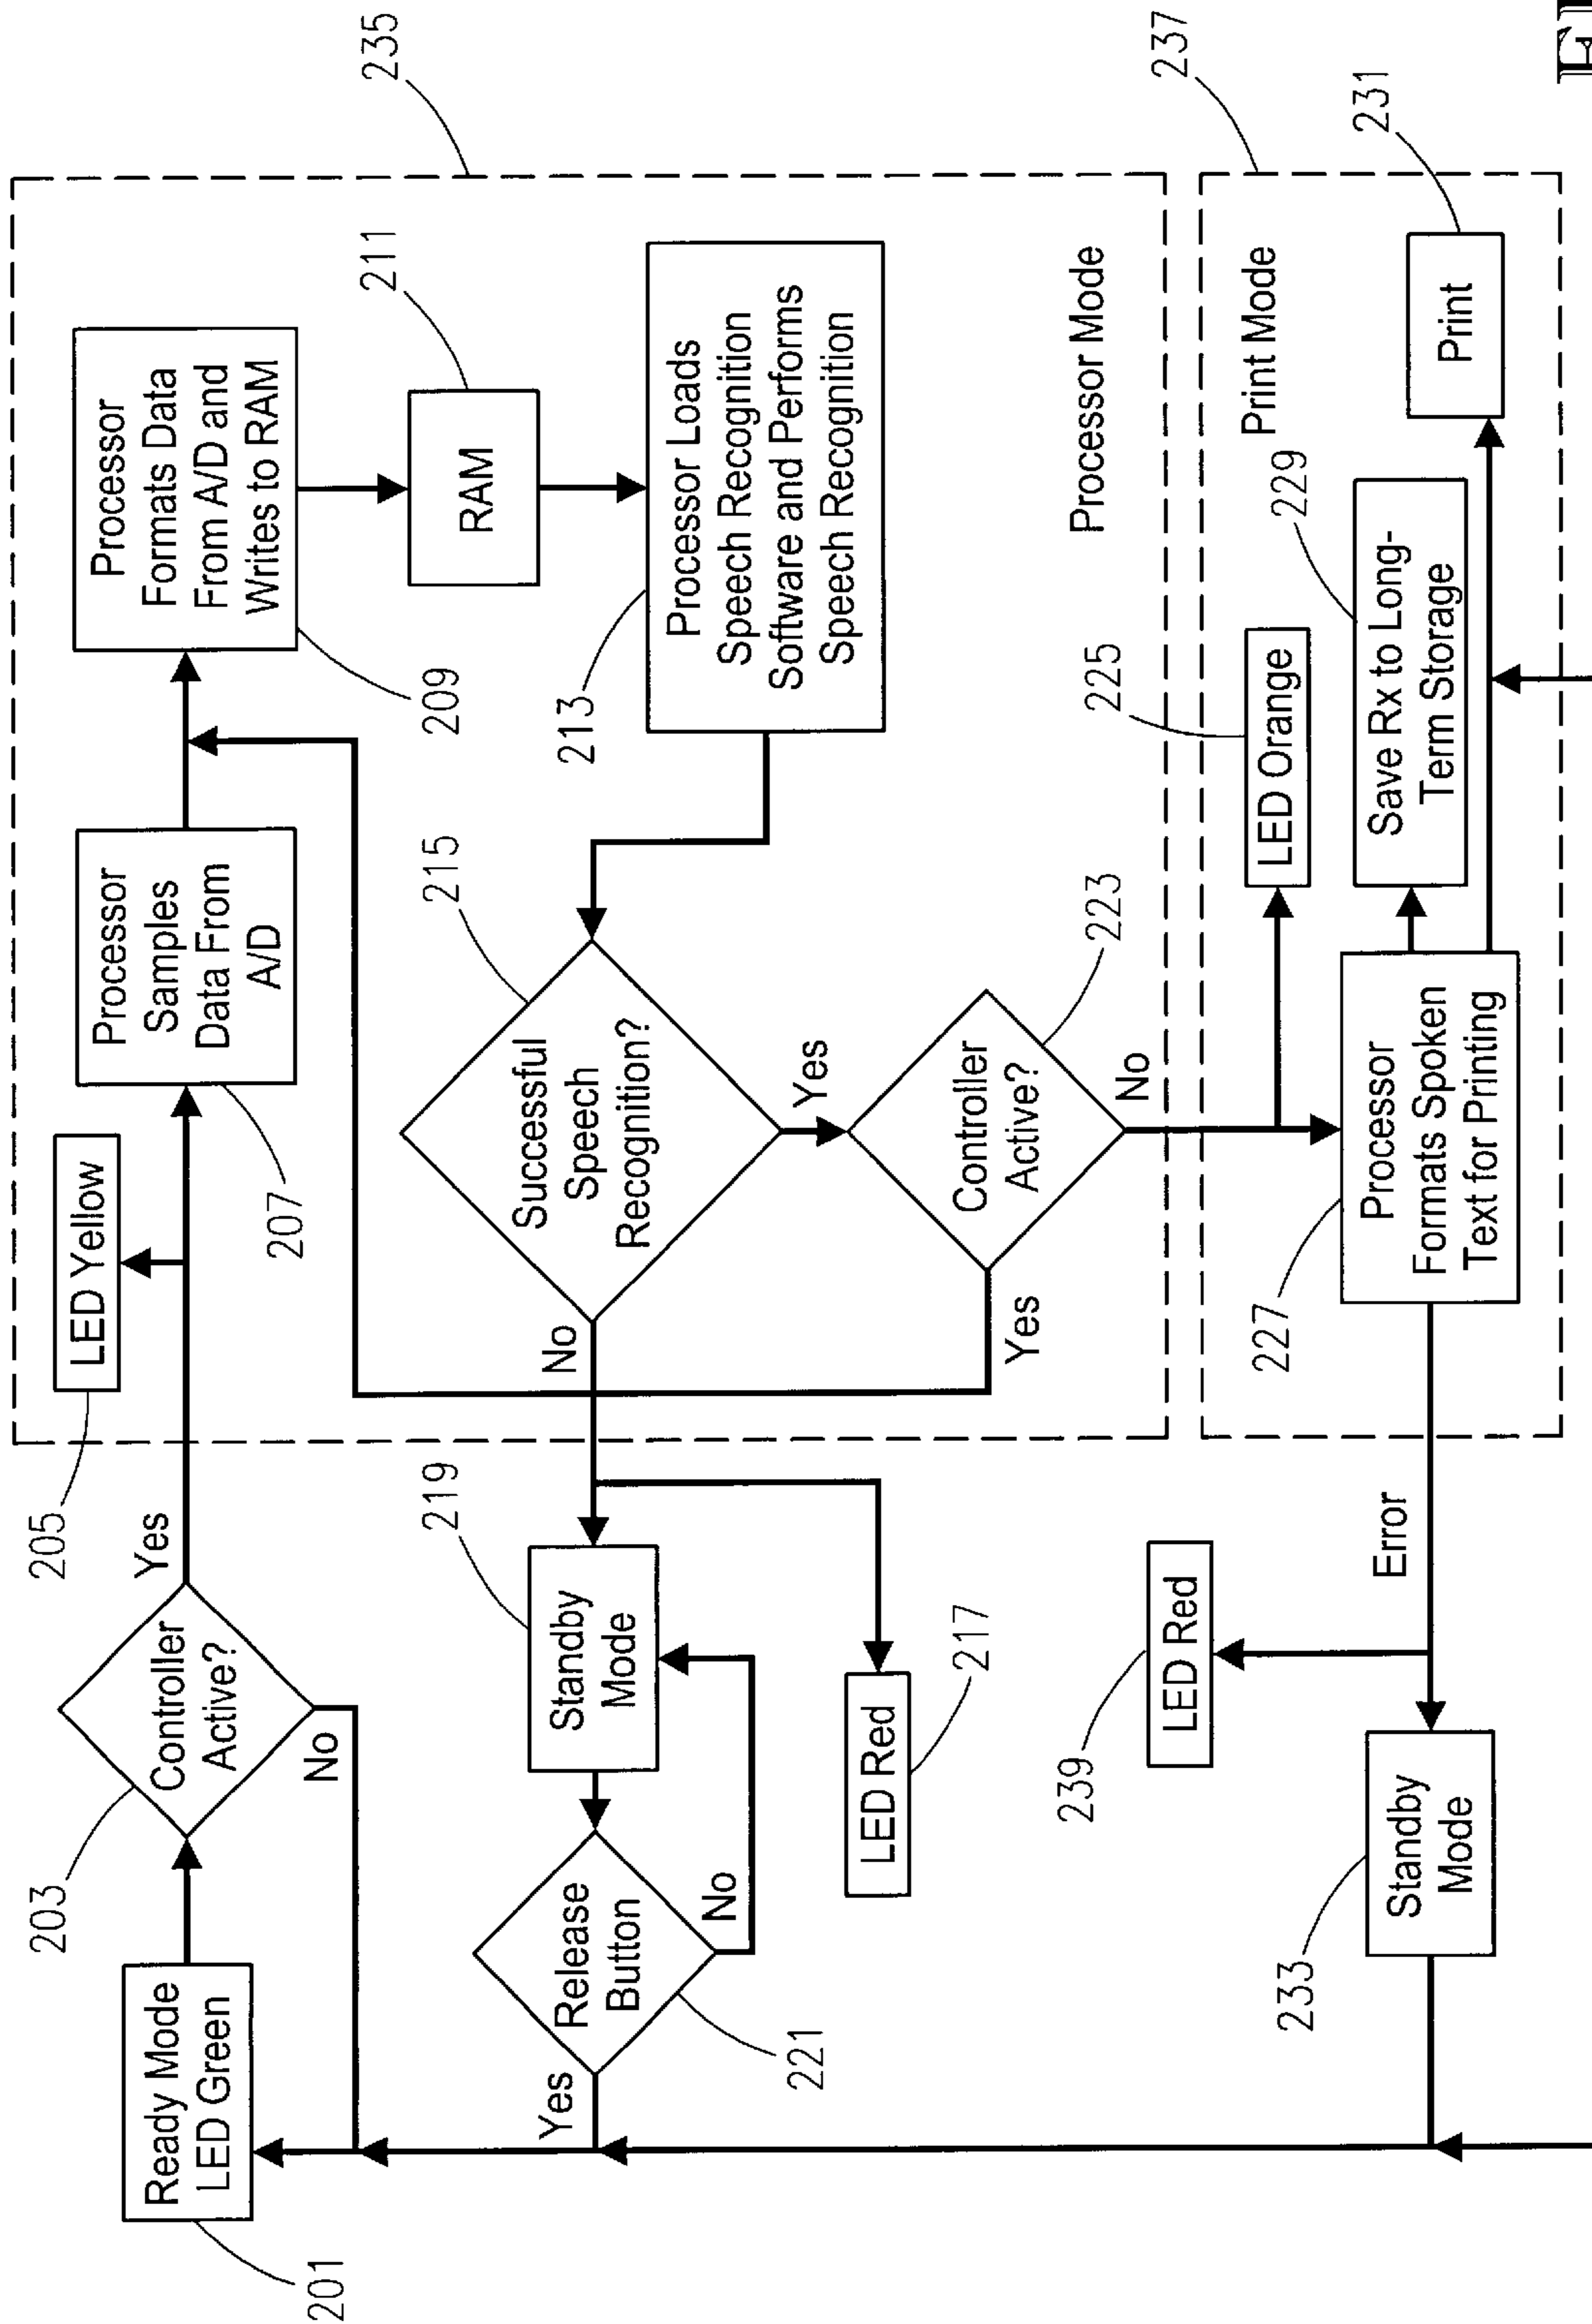 201
Ready Mode
LED Green
203
Controller
Active?
Yes
No
205
LED Yellow
207
Processor
Samples
Data From
A/D
209
Processor
Formats Data
From A/D and
Writes to RAM
211
RAM
213
Processor Loads
Speech Recognition
Software and Performs
Speech Recognition
235
215
Successful
Speech
Recognition?
No
Yes
219
Standby
Mode
221
Release
Button
Yes
No
217
LED Red
223
Controller
Active?
Yes
No
Processor Mode
237
Print Mode
225
LED Orange
227
Processor
Formats Spoken
Text for Printing
229
Save Rx to Long-
Term Storage
231
Print
Error
239
LED Red
233
Standby
Mode